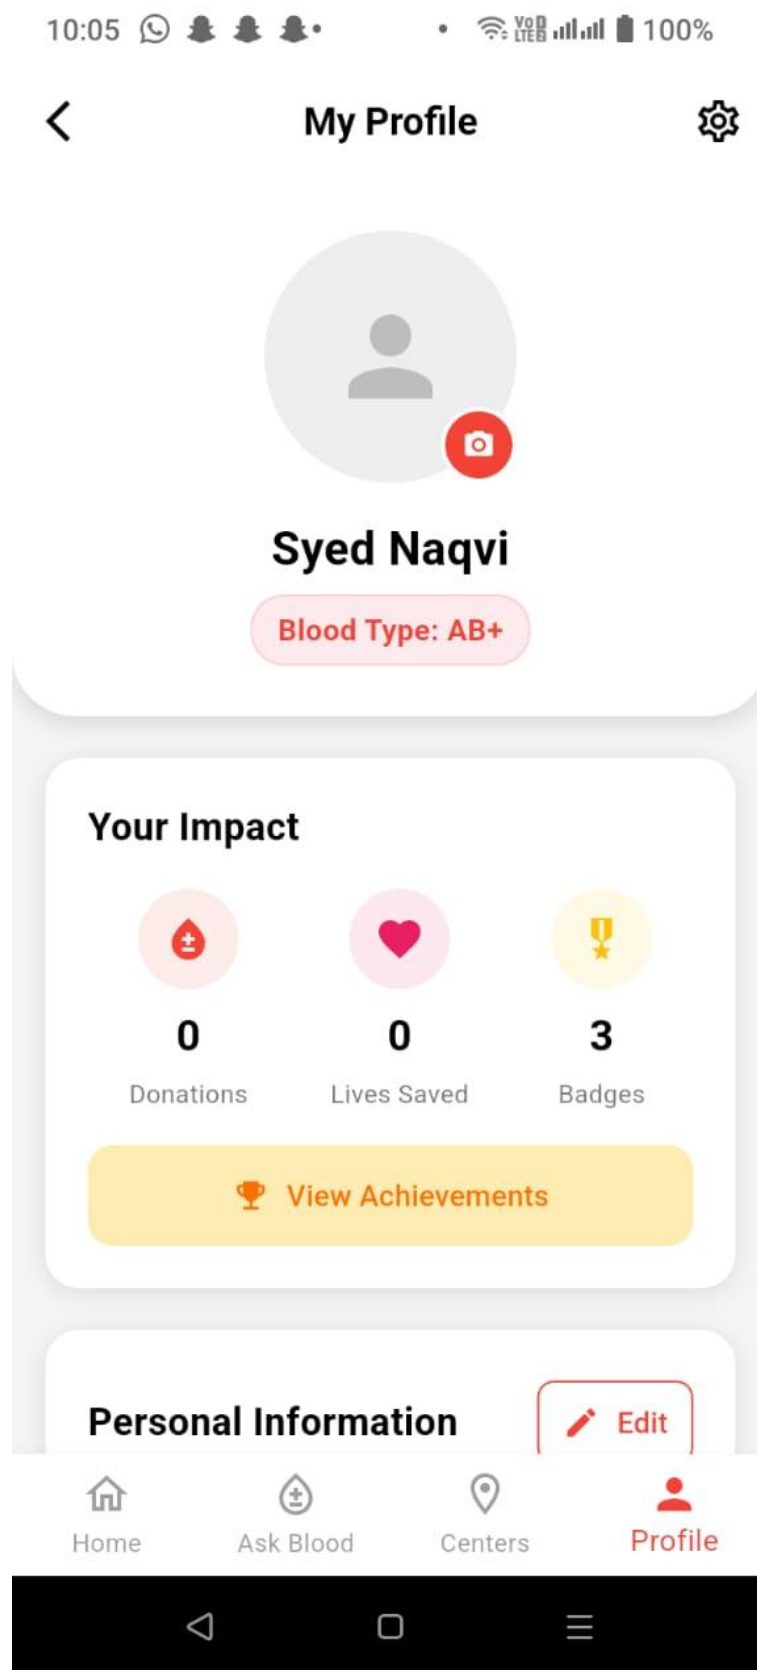 10:05 100%
My Profile
Syed Naqvi
Blood Type: AB+
Your Impact
0 0 3
Donations Lives Saved Badges
View Achievements
Personal Information Edit
Home Ask Blood Centers Profile